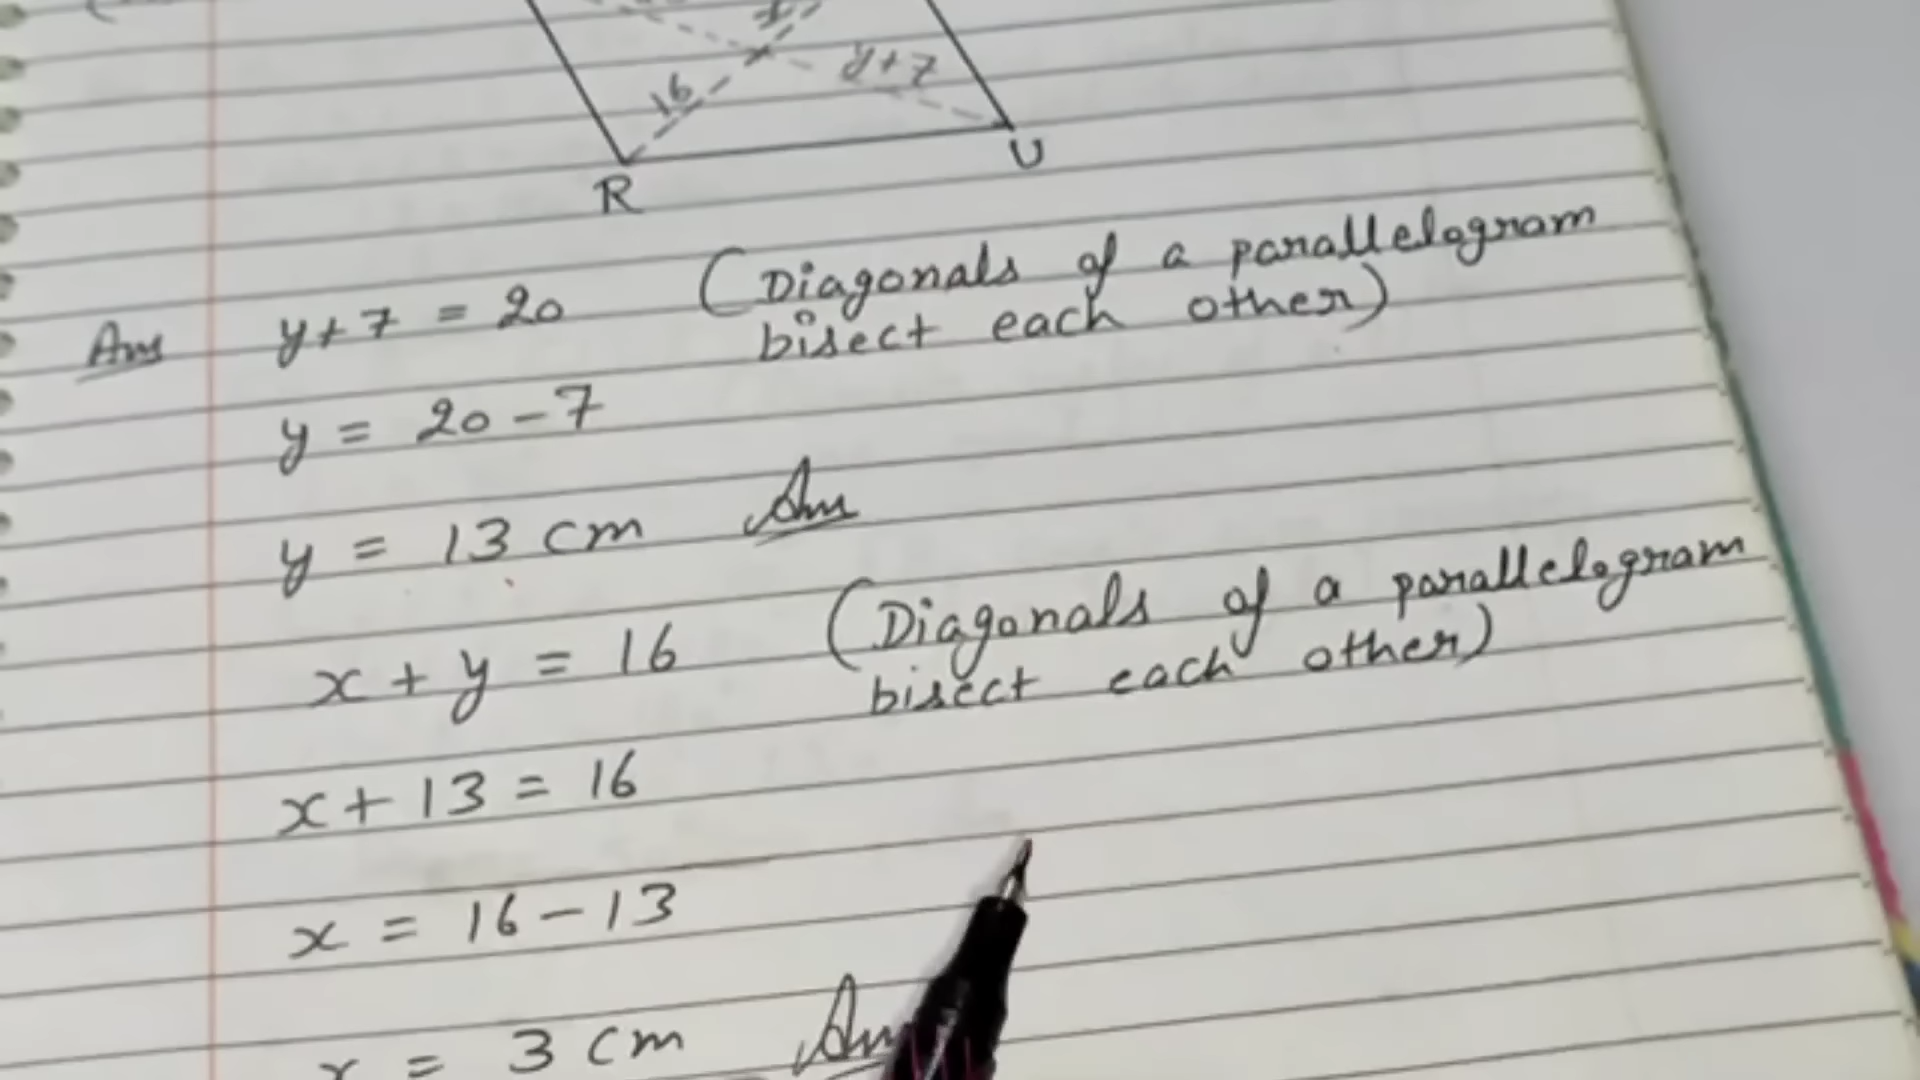 16
y+7
R
U
Ans y+7 = 20 (Diagonals of a parallelogram
bisect each other)
y = 20-7
y = 13 cm Ans
x + y = 16 (Diagonals of a parallelogram
bisect each other)
x + 13 = 16
x = 16-13
x = 3 cm Ans